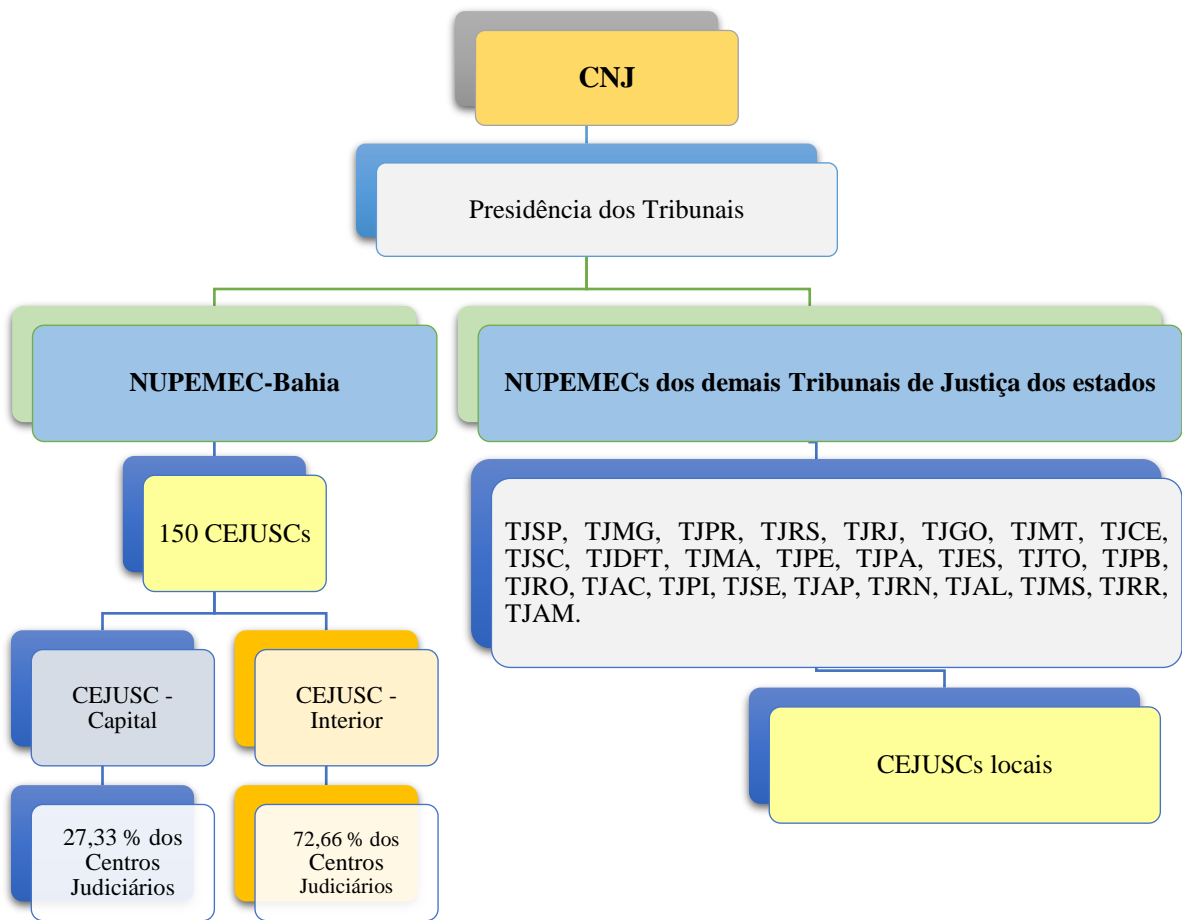 CNJ
Presidência dos Tribunais
NUPEMEC-Bahia
NUPEMECs dos demais Tribunais de Justiça dos estados
150 CEJUSCs
TJSP, TJMG, TJPR, TJRS, TJRJ, TJGO, TJMT, TJCE,
TJSC, TJDFT, TJMA, TJPE, TJPA, TJES, TJTO, TJPB,
TJRO, TJAC, TJPI, TJSE, TJAP, TJRN, TJAL, TJMS, TJRR,
TJAM.
CEJUSC -
Capital
CEJUSC -
Interior
CEJUSCs locais
27,33 % dos
Centros
Judiciários
72,66 % dos
Centros
Judiciários